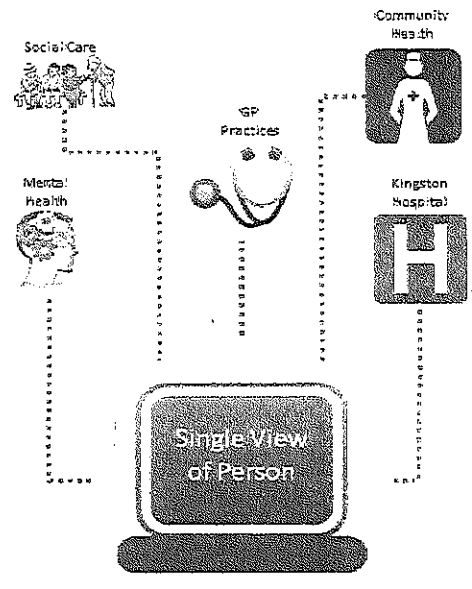 Community
Health
Social Care
GP
Practices
Mental
Health
Kingston
Hospital
H
Single View
of Person